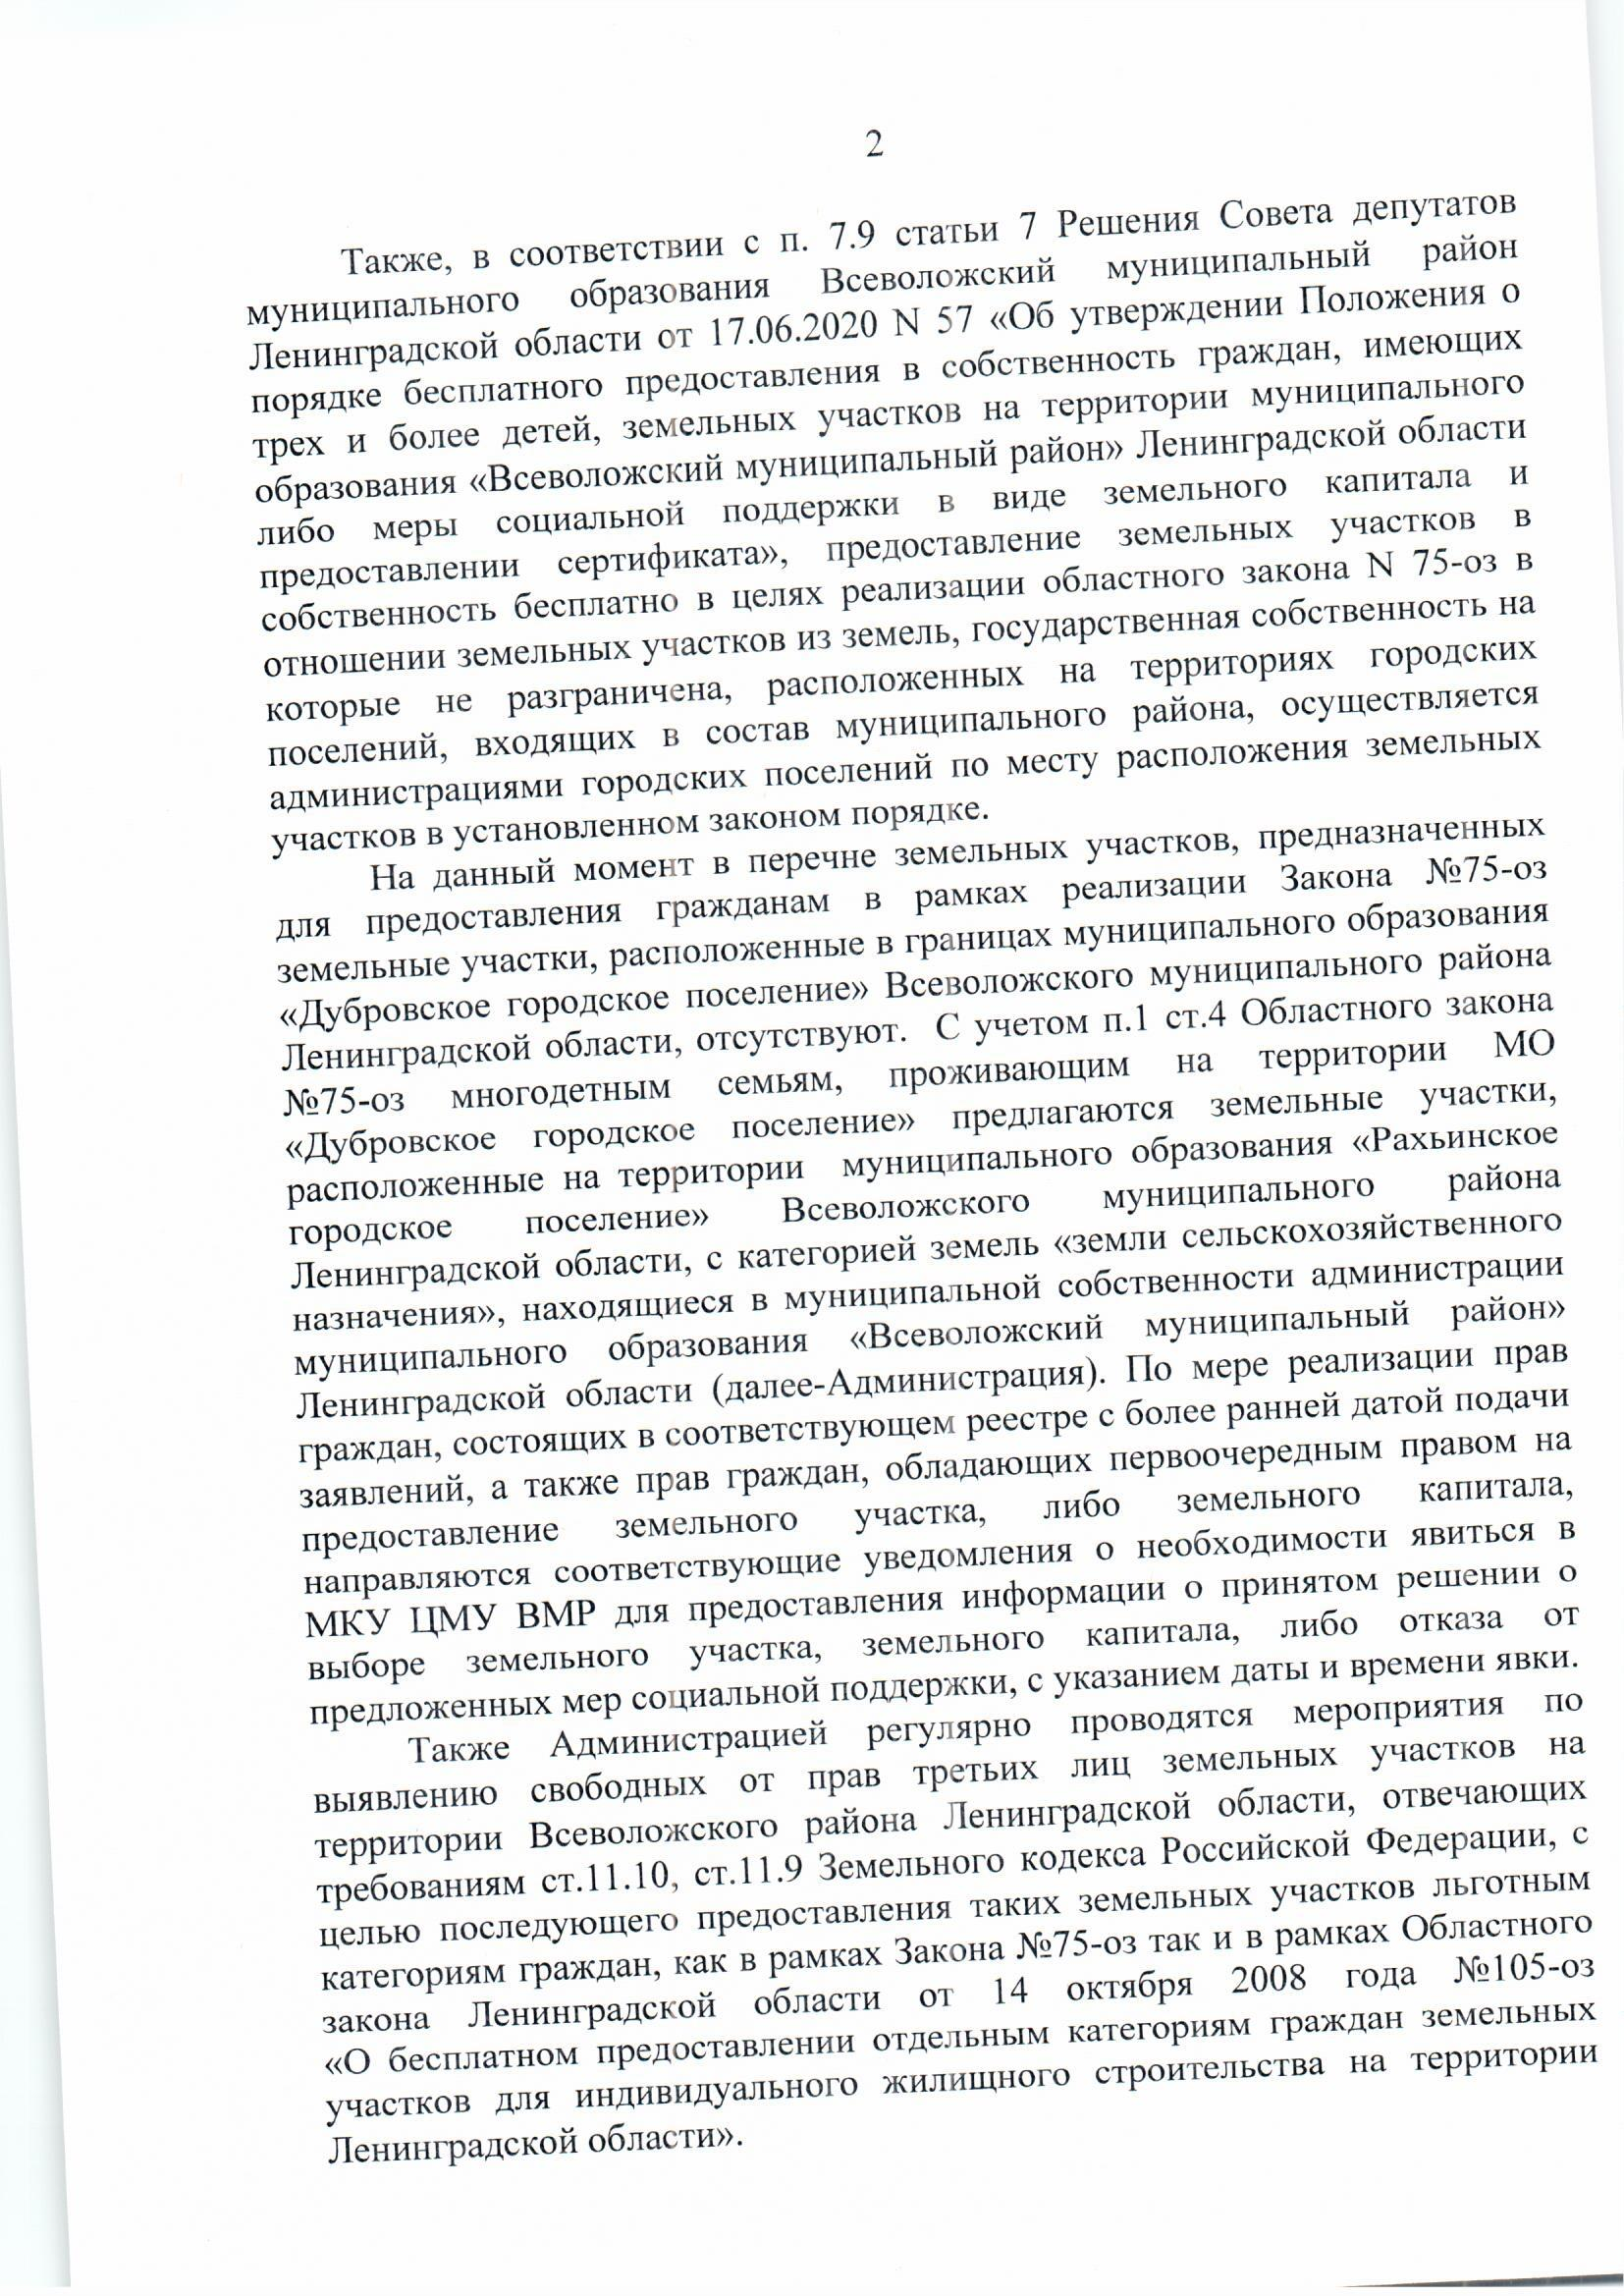 2
Также, в соответствии с п. 7.9 статьи 7 Решения Совета депутатов
муниципального образования Всеволожский муниципальный район
Ленинградской области от 17.06.2020 N 57 «Об утверждении Положения о
порядке бесплатного предоставления в собственность граждан, имеющих
трех и более детей, земельных участков на территории муниципального
образования «Всеволожский муниципальный район» Ленинградской области
либо меры социальной поддержки в виде земельного капитала и
предоставлении сертификата», предоставление земельных участков в
собственность бесплатно в целях реализации областного закона N 75-оз в
отношении земельных участков из земель, государственная собственность на
которые не разграничена, расположенных на территориях городских
поселений, входящих в состав муниципального района, осуществляется
администрациями городских поселений по месту расположения земельных
участков в установленном законом порядке.
На данный момент в перечне земельных участков, предназначенных
для предоставления гражданам в рамках реализации Закона №75-оз
земельные участки, расположенные в границах муниципального образования
«Дубровское городское поселение» Всеволожского муниципального района
Ленинградской области, отсутствуют. С учетом п.1 ст.4 Областного закона
№75-оз многодетным семьям, проживающим на территории МО
«Дубровское городское поселение» предлагаются земельные участки,
расположенные на территории муниципального образования «Рахьинское
городское поселение» Всеволожского муниципального района
Ленинградской области, с категорией земель «земли сельскохозяйственного
назначения», находящиеся в муниципальной собственности администрации
муниципального образования «Всеволожский муниципальный район»
Ленинградской области (далее-Администрация). По мере реализации прав
граждан, состоящих в соответствующем реестре с более ранней датой подачи
заявлений, а также прав граждан, обладающих первоочередным правом на
предоставление земельного участка, либо земельного капитала,
направляются соответствующие уведомления о необходимости явиться в
МКУ ЦМУ ВМР для предоставления информации о принятом решении о
выборе земельного участка, земельного капитала, либо отказа от
предложенных мер социальной поддержки, с указанием даты и времени явки.
Также Администрацией регулярно проводятся мероприятия по
выявлению свободных от прав третьих лиц земельных участков на
территории Всеволожского района Ленинградской области, отвечающих
требованиям ст.11.10, ст.11.9 Земельного кодекса Российской Федерации, с
целью последующего предоставления таких земельных участков льготным
категориям граждан, как в рамках Закона №75-оз так и в рамках Областного
закона Ленинградской области от 14 октября 2008 года №105-оз
«О бесплатном предоставлении отдельным категориям граждан земельных
участков для индивидуального жилищного строительства на территории
Ленинградской области».